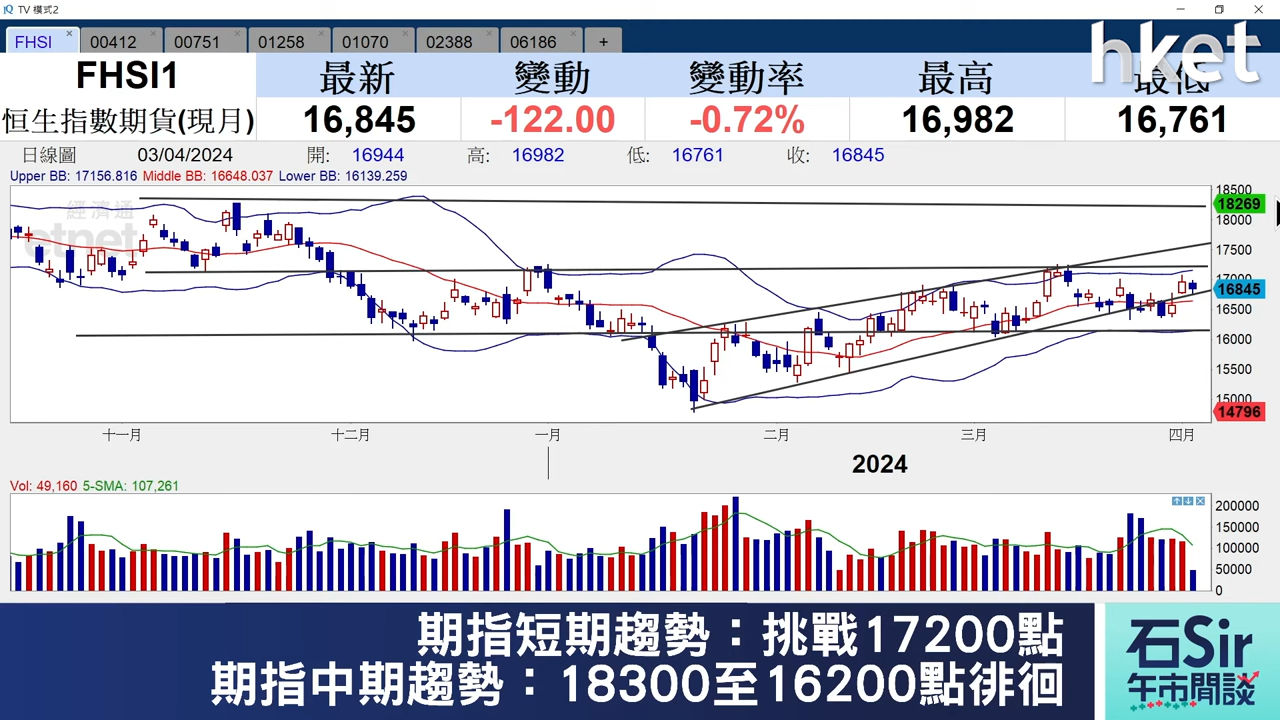 TV 模式2
FHSI 00412 00751 01258 01070 02388 06186 +
hket
FHSI1 最新 變動 變動率 最高 最低
恒生指數期貨(現月) 16,845 -122.00 -0.72% 16,982 16,761
日線圖 03/04/2024 開: 16944 高: 16982 低: 16761 收: 16845
Upper BB: 17156.816 Middle BB: 16648.037 Lower BB: 16139.259
經濟通
etnet
18500
18269
18000
17500
17000
16845
16500
16000
15500
15000
14796
十一月 十二月 一月 二月 三月 四月
2024
Vol: 49,160 5-SMA: 107,261
200000
150000
100000
50000
0
期指短期趨勢：挑戰17200點
期指中期趨勢：18300至16200點徘徊
石Sir
午市閒談